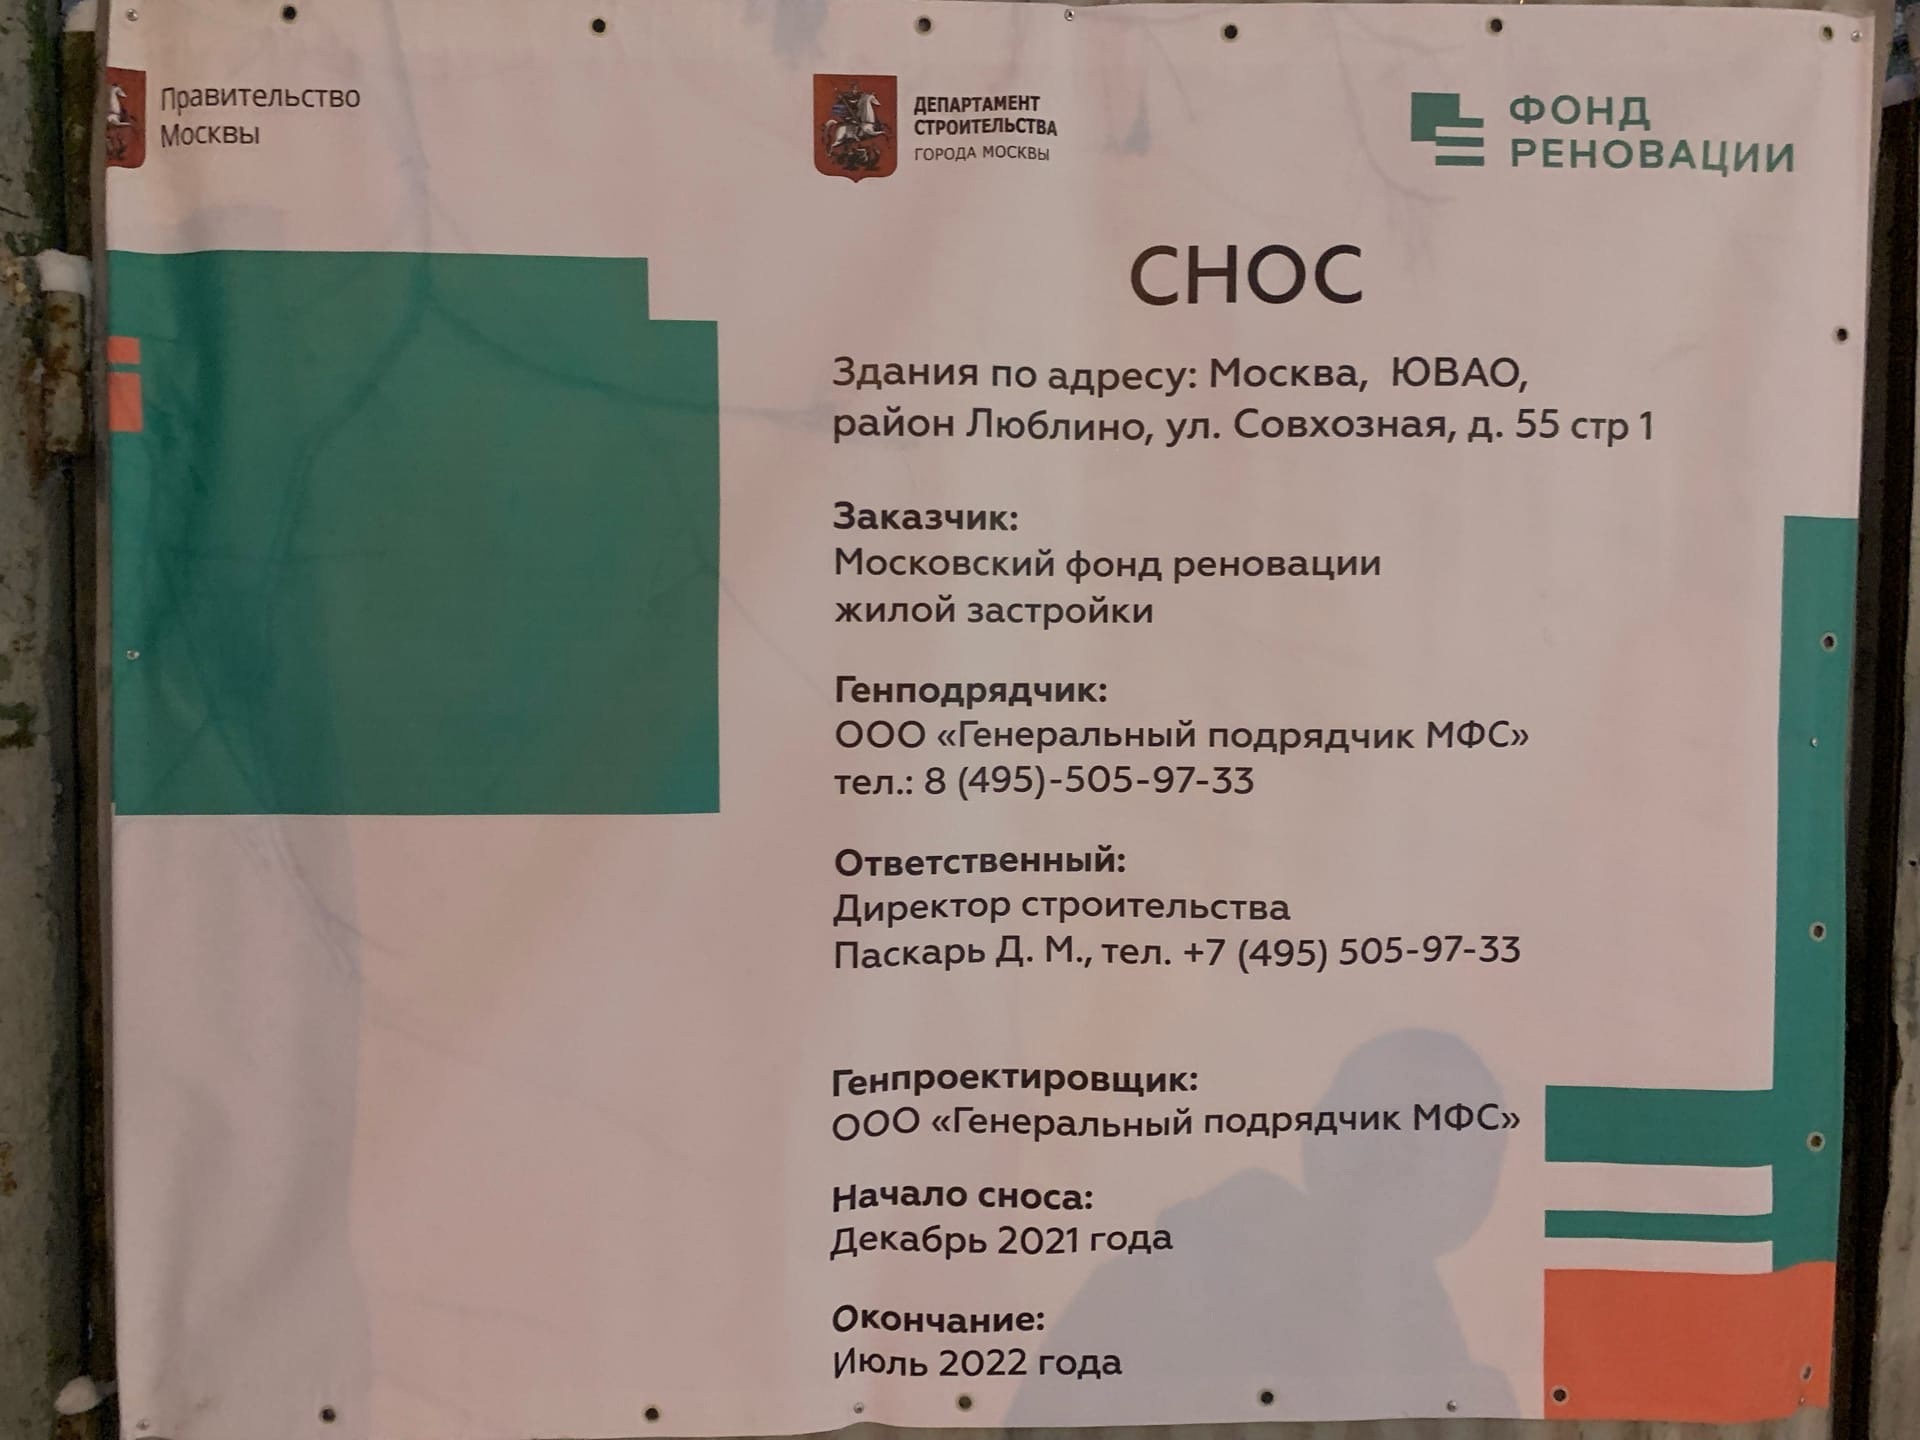 Правительство
Москвы
ДЕПАРТАМЕНТ
СТРОИТЕЛЬСТВА
ГОРОДА МОСКВЫ
ФОНД
РЕНОВАЦИИ
СНОС
Здания по адресу: Москва, ЮВАО,
район Люблино, ул. Совхозная, д. 55 стр 1
Заказчик:
Московский фонд реновации
жилой застройки
Генподрядчик:
ООО «Генеральный подрядчик МФС»
тел.: 8 (495)-505-97-33
Ответственный:
Директор строительства
Паскарь Д. М., тел. +7 (495) 505-97-33
Генпроектировщик:
ООО «Генеральный подрядчик МФС»
Начало сноса:
Декабрь 2021 года
Окончание:
Июль 2022 года